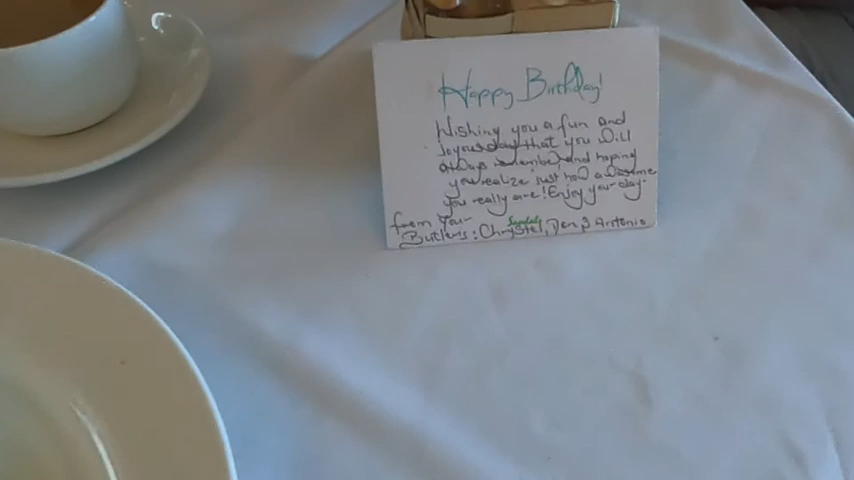 Happy Birthday!
Wishing you a fun and
joyous day that you will
always remember, and hoping
you realize just how awesome
you really are! Enjoy your day.
from your
Sandals
Butlers: Chrystel, Den & Antonio